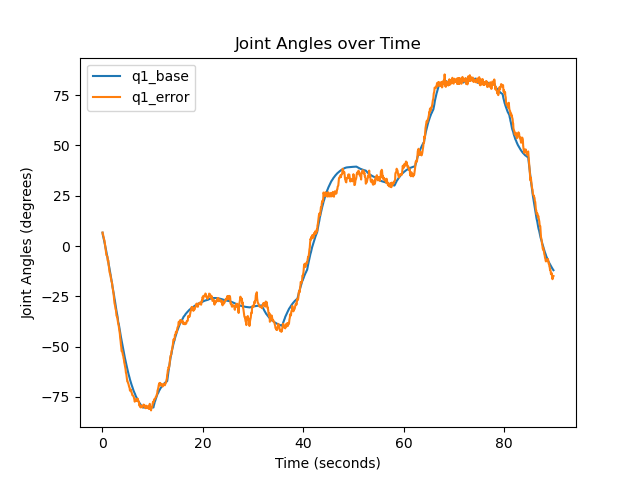 Joint Angles over Time
q1_base
q1_error
75
50
25
0
−25
−50
−75
Joint Angles (degrees)
0 20 40 60 80
Time (seconds)